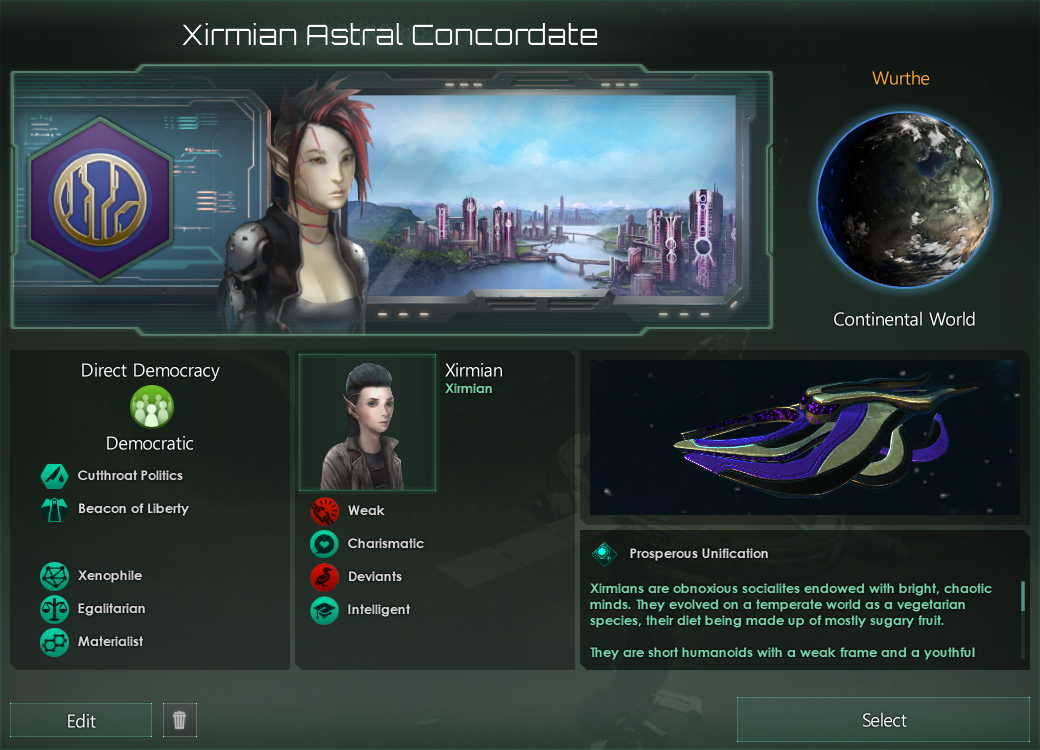 Xirmian Astral Concordate
Wurthe
Continental World
Direct Democracy
Democratic
Cutthroat Politics
Beacon of Liberty
Xenophile
Egalitarian
Materialist
Xirmian
Xirmian
Weak
Charismatic
Deviants
Intelligent
Prosperous Unification
Xirmians are obnoxious socialites endowed with bright, chaotic
minds. They evolved on a temperate world as a vegetarian
species, their diet being made up of mostly sugary fruit.
They are short humanoids with a weak frame and a youthful
Edit
Select